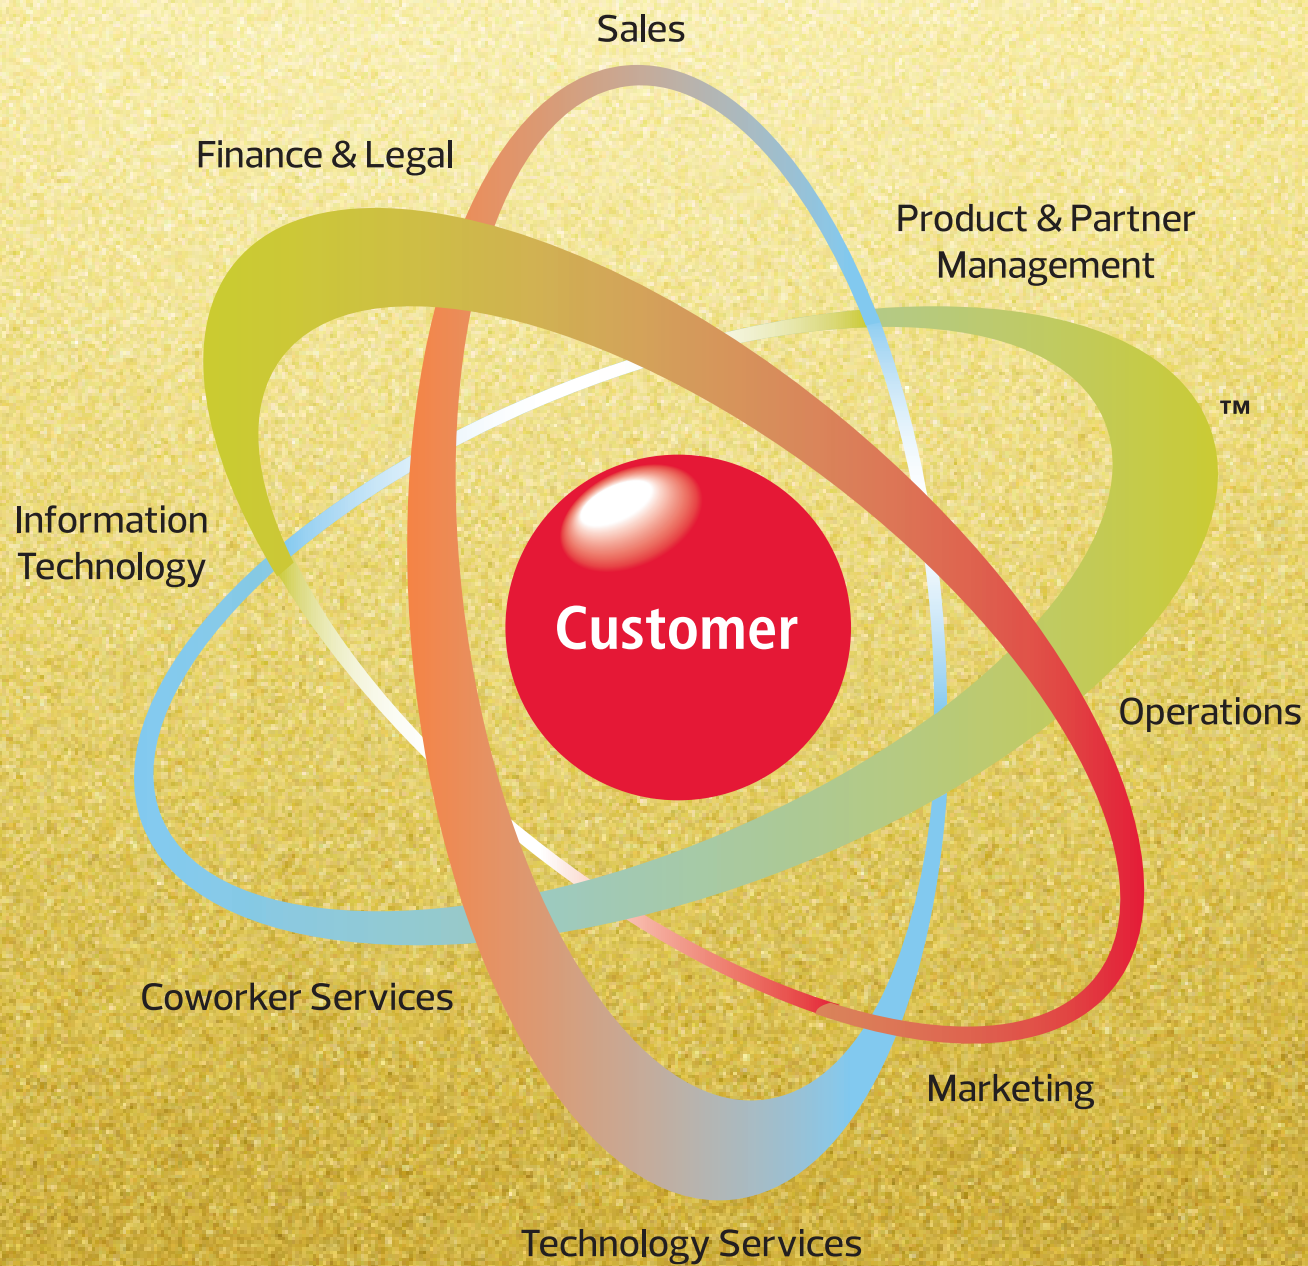 Sales
Finance & Legal
Product & Partner
Management
™
Information
Technology
Customer
Operations
Coworker Services
Marketing
Technology Services